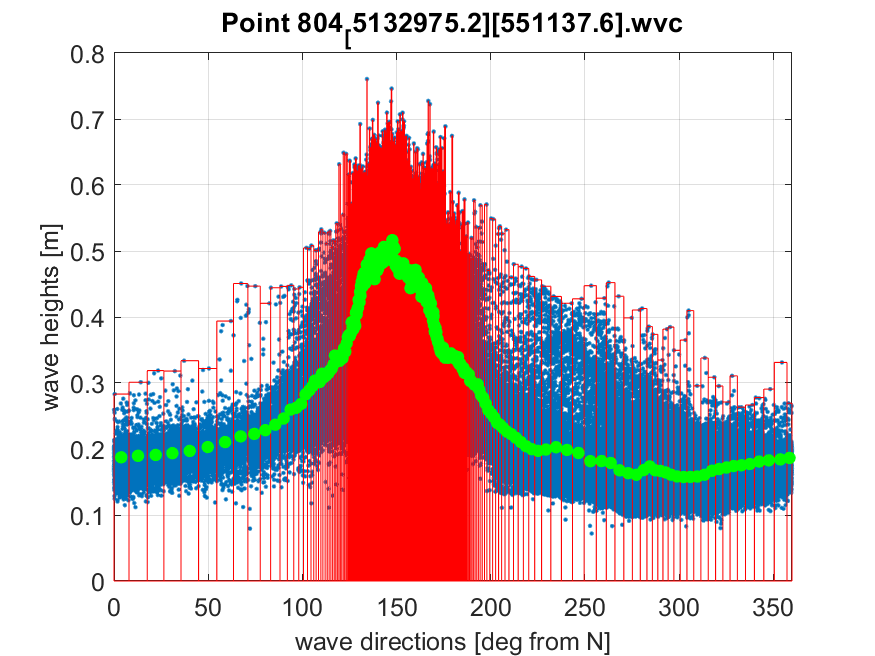 Point 804[5132975.2][551137.6].wvc
0.8
0.7
0.6
0.5
0.4
0.3
0.2
0.1
0
wave heights [m]
0 50 100 150 200 250 300 350
wave directions [deg from N]